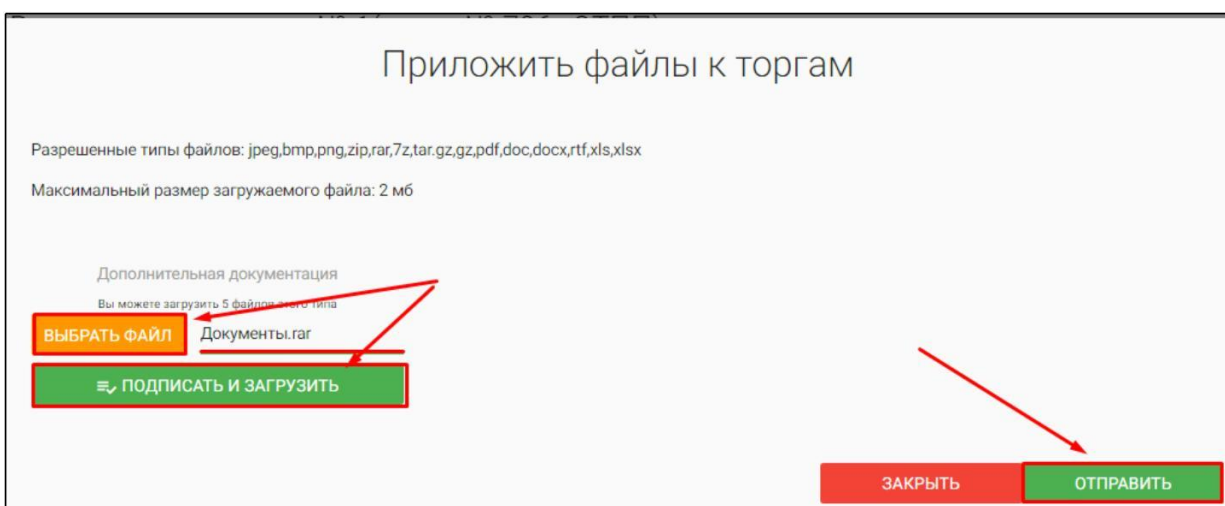 Приложить файлы к торгам
Разрешенные типы файлов: jpeg,bmp,png,zip,rar,7z,tar.gz,gz,pdf,doc,docx,rtf,xls,xlsx
Максимальный размер загружаемого файла: 2 мб
Дополнительная документация
Вы можете загрузить 5 файлов этого типа
ВЫБРАТЬ ФАЙЛ Документы.rar
ПОДПИСАТЬ И ЗАГРУЗИТЬ
ЗАКРЫТЬ ОТПРАВИТЬ